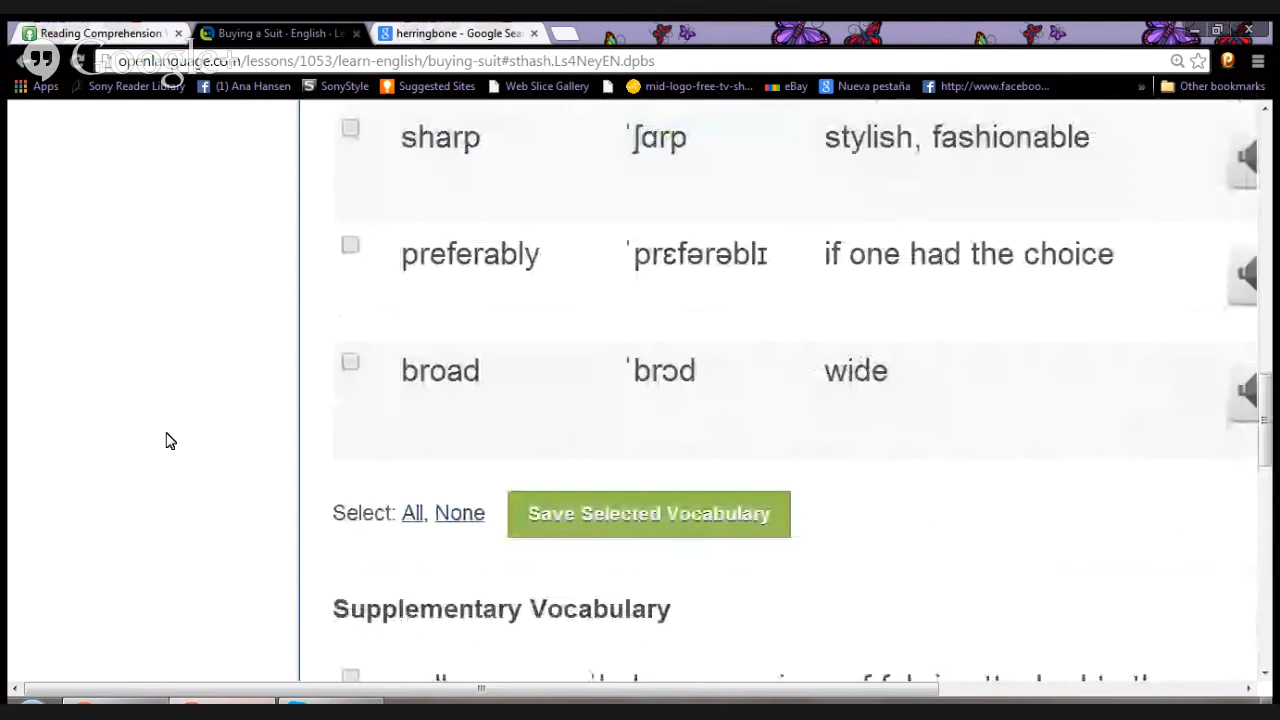 Reading Comprehension
Buying a Suit · English · Le
herringbone - Google Sear
Google+
openlanguage.com/lessons/1053/learn-english/buying-suit#sthash.Lz4NeyEN.dpbs
Apps Sony Reader Library (1) Ana Hansen SonyStyle Suggested Sites Web Slice Gallery mid-logo-free-tv-sh... eBay Nueva pestaña http://www.faceboo... » Other bookmarks
sharp ˈʃɑrp stylish, fashionable
preferably ˈprɛfərəblɪ if one had the choice
broad ˈbrɔd wide
Select: All, None Save Selected Vocabulary
Supplementary Vocabulary